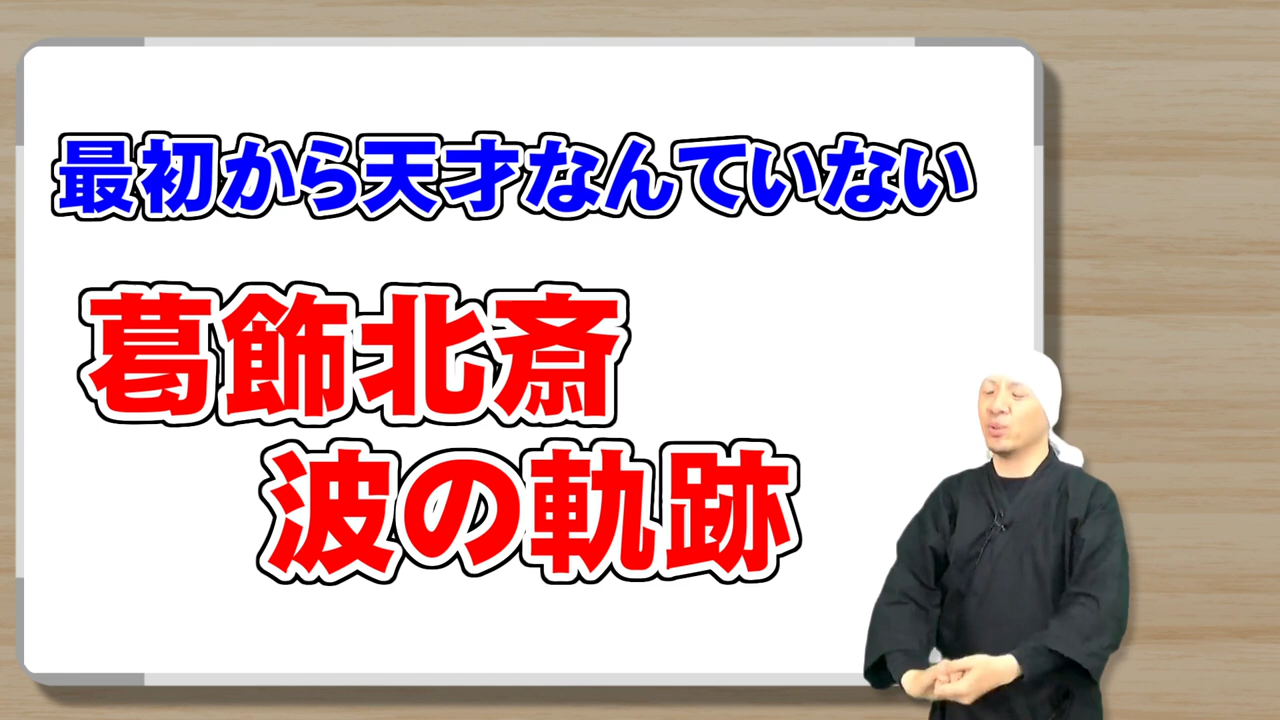 最初から天才なんていない
葛飾北斎
波の軌跡